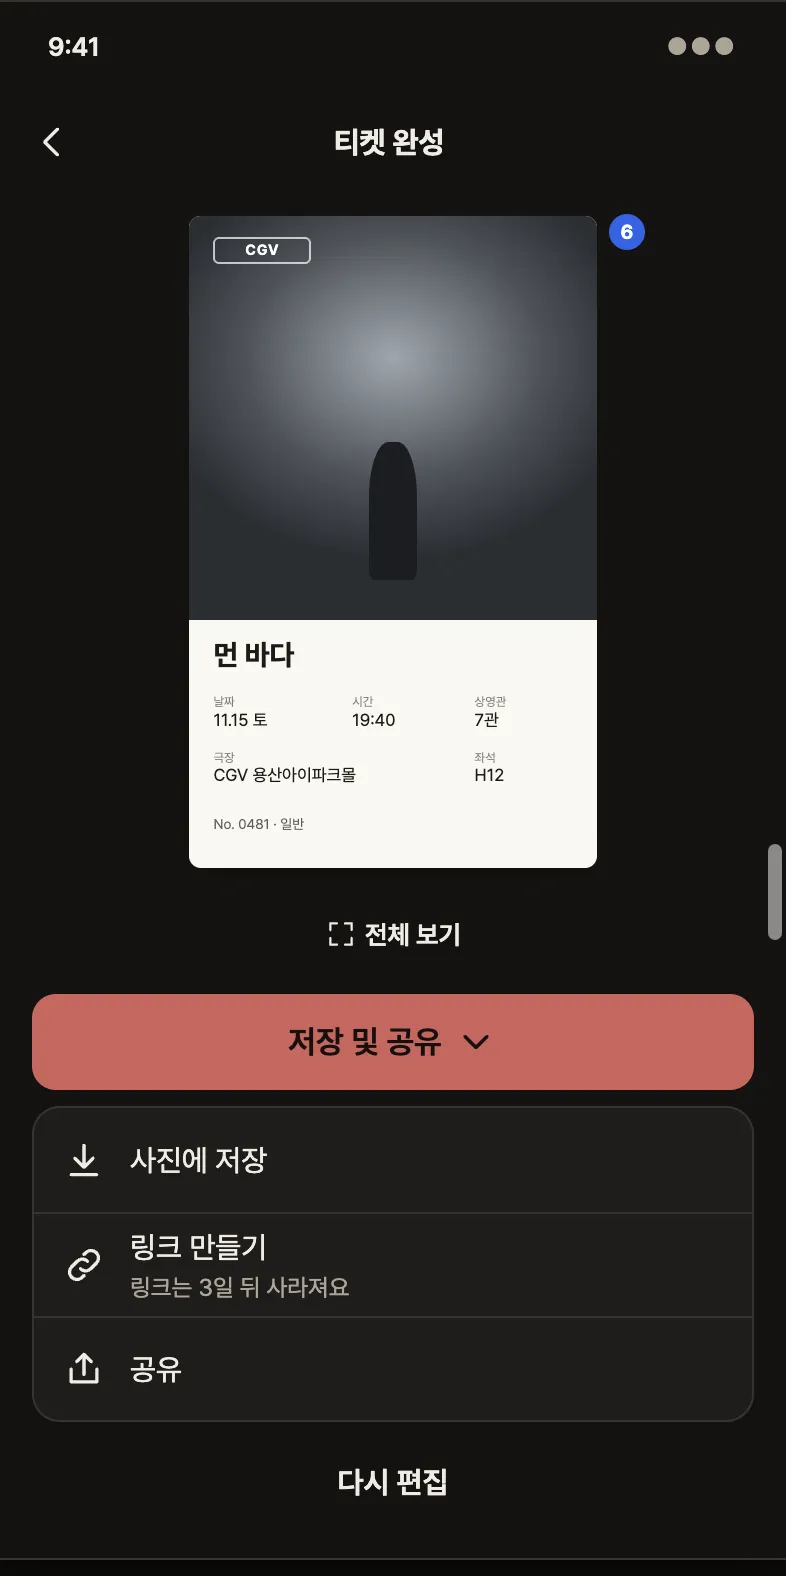 9:41
티켓 완성
6
CGV
먼 바다
날짜 시간 상영관
11.15 토 19:40 7관
극장 좌석
CGV 용산아이파크몰 H12
No. 0481 · 일반
전체 보기
저장 및 공유
사진에 저장
링크 만들기
링크는 3일 뒤 사라져요
공유
다시 편집